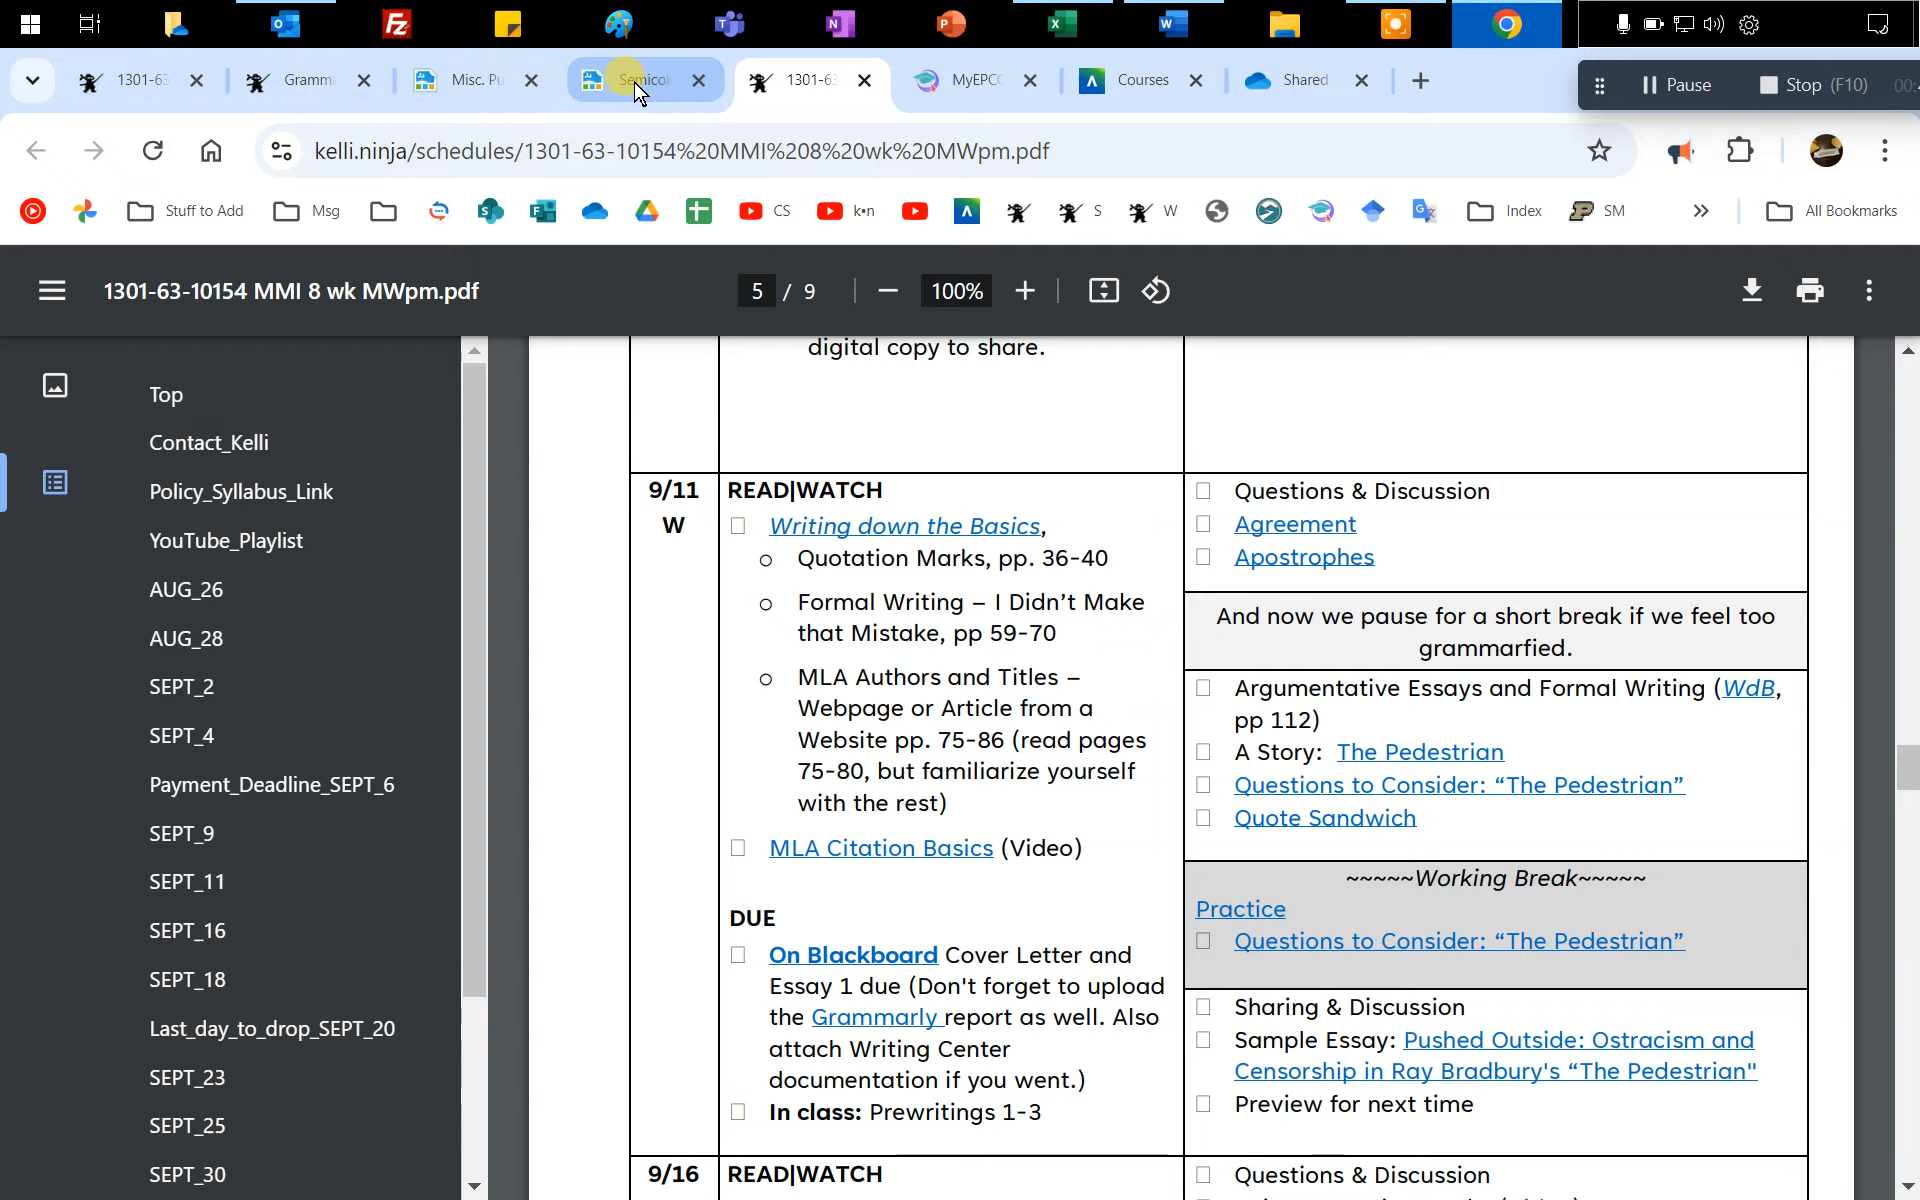 1301-63
Gramma
Misc. Pu
Semicol
1301-63
MyEPCC
Courses
Shared
Pause
Stop (F10)
00:
kelli.ninja/schedules/1301-63-10154%20MMI%208%20wk%20MWpm.pdf
Stuff to Add
Msg
CS
k•n
S
W
Index
SM
All Bookmarks
1301-63-10154 MMI 8 wk MWpm.pdf
5 / 9
100%
Top
Contact_Kelli
Policy_Syllabus_Link
YouTube_Playlist
AUG_26
AUG_28
SEPT_2
SEPT_4
Payment_Deadline_SEPT_6
SEPT_9
SEPT_11
SEPT_16
SEPT_18
Last_day_to_drop_SEPT_20
SEPT_23
SEPT_25
SEPT_30
digital copy to share.
9/11
W
READ|WATCH
Writing down the Basics,
Quotation Marks, pp. 36-40
Formal Writing – I Didn’t Make
that Mistake, pp 59-70
MLA Authors and Titles –
Webpage or Article from a
Website pp. 75-86 (read pages
75-80, but familiarize yourself
with the rest)
MLA Citation Basics (Video)
DUE
On Blackboard Cover Letter and
Essay 1 due (Don't forget to upload
the Grammarly report as well. Also
attach Writing Center
documentation if you went.)
In class: Prewritings 1-3
Questions & Discussion
Agreement
Apostrophes
And now we pause for a short break if we feel too
grammarfied.
Argumentative Essays and Formal Writing (WdB,
pp 112)
A Story: The Pedestrian
Questions to Consider: “The Pedestrian”
Quote Sandwich
~~~~~Working Break~~~~~
Practice
Questions to Consider: “The Pedestrian”
Sharing & Discussion
Sample Essay: Pushed Outside: Ostracism and
Censorship in Ray Bradbury's “The Pedestrian"
Preview for next time
9/16
READ|WATCH
Questions & Discussion